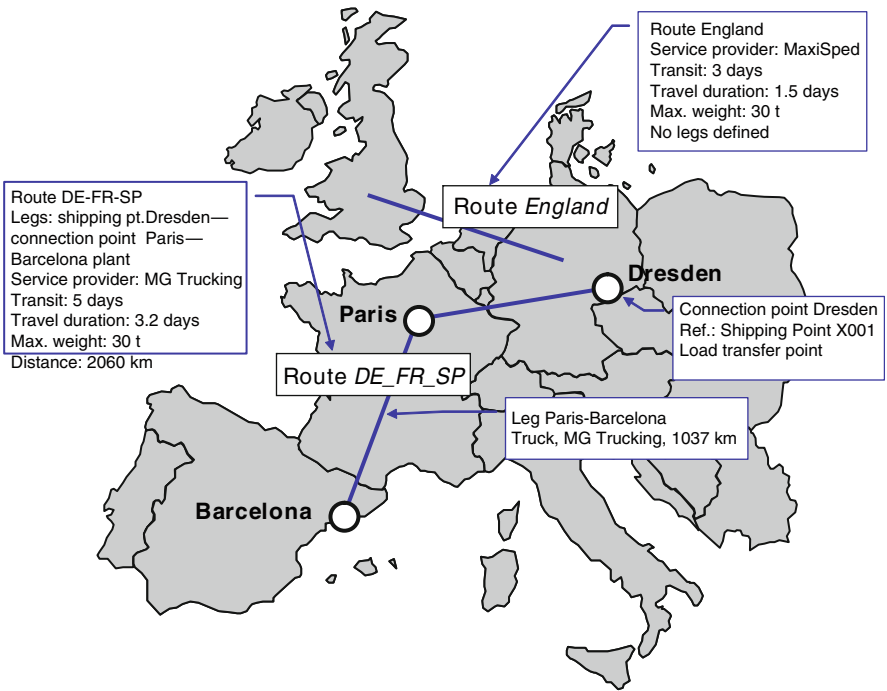 Route England
Service provider: MaxiSped
Transit: 3 days
Travel duration: 1.5 days
Max. weight: 30 t
No legs defined
Route DE-FR-SP
Legs: shipping pt.Dresden—
connection point Paris—
Barcelona plant
Service provider: MG Trucking
Transit: 5 days
Travel duration: 3.2 days
Max. weight: 30 t
Distance: 2060 km
Route England
Dresden
Paris
Connection point Dresden
Ref.: Shipping Point X001
Load transfer point
Route DE_FR_SP
Leg Paris-Barcelona
Truck, MG Trucking, 1037 km
Barcelona